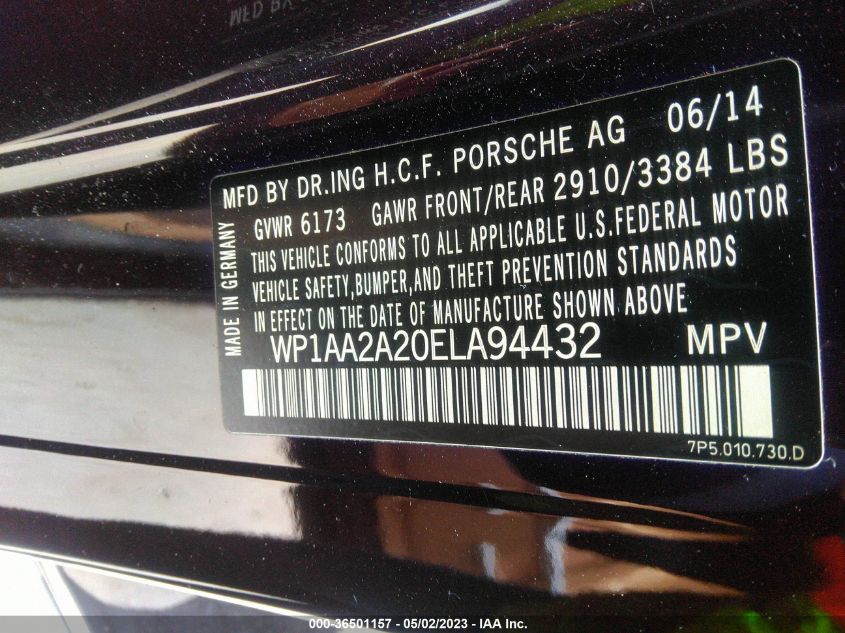 MFD BY DR.ING H.C.F. PORSCHE AG 06/14
GVWR 6173 GAWR FRONT/REAR 2910/3384 LBS
THIS VEHICLE CONFORMS TO ALL APPLICABLE U.S.FEDERAL MOTOR
VEHICLE SAFETY,BUMPER,AND THEFT PREVENTION STANDARDS
IN EFFECT ON THE DATE OF MANUFACTURE SHOWN ABOVE
MADE IN GERMANY
WP1AA2A20ELA94432 MPV
7P5.010.730.D
000-36501157 - 05/02/2023 - IAA Inc.